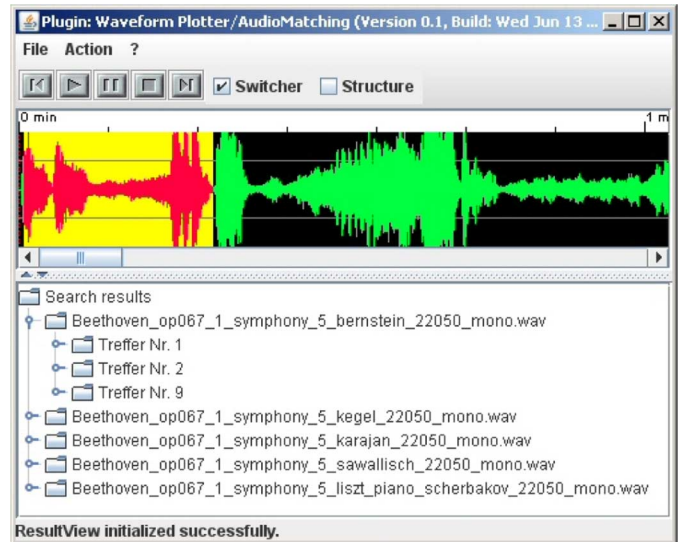 Plugin: Waveform Plotter/AudioMatching (Version 0.1, Build: Wed Jun 13 ...
File Action ?
Switcher Structure
0 min 1 m
Search results
Beethoven_op067_1_symphony_5_bernstein_22050_mono.wav
Treffer Nr. 1
Treffer Nr. 2
Treffer Nr. 9
Beethoven_op067_1_symphony_5_kegel_22050_mono.wav
Beethoven_op067_1_symphony_5_karajan_22050_mono.wav
Beethoven_op067_1_symphony_5_sawallisch_22050_mono.wav
Beethoven_op067_1_symphony_5_liszt_piano_scherbakov_22050_mono.wav
ResultView initialized successfully.